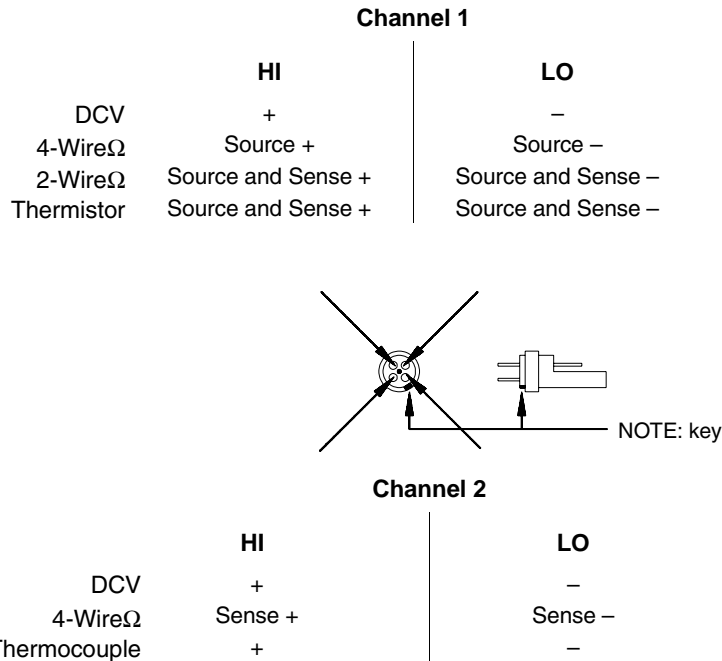 Channel 1
HI LO
DCV + –
4-WireΩ Source + Source –
2-WireΩ Source and Sense + Source and Sense –
Thermistor Source and Sense + Source and Sense –
NOTE: key
Channel 2
HI LO
DCV + –
4-WireΩ Sense + Sense –
Thermocouple + –